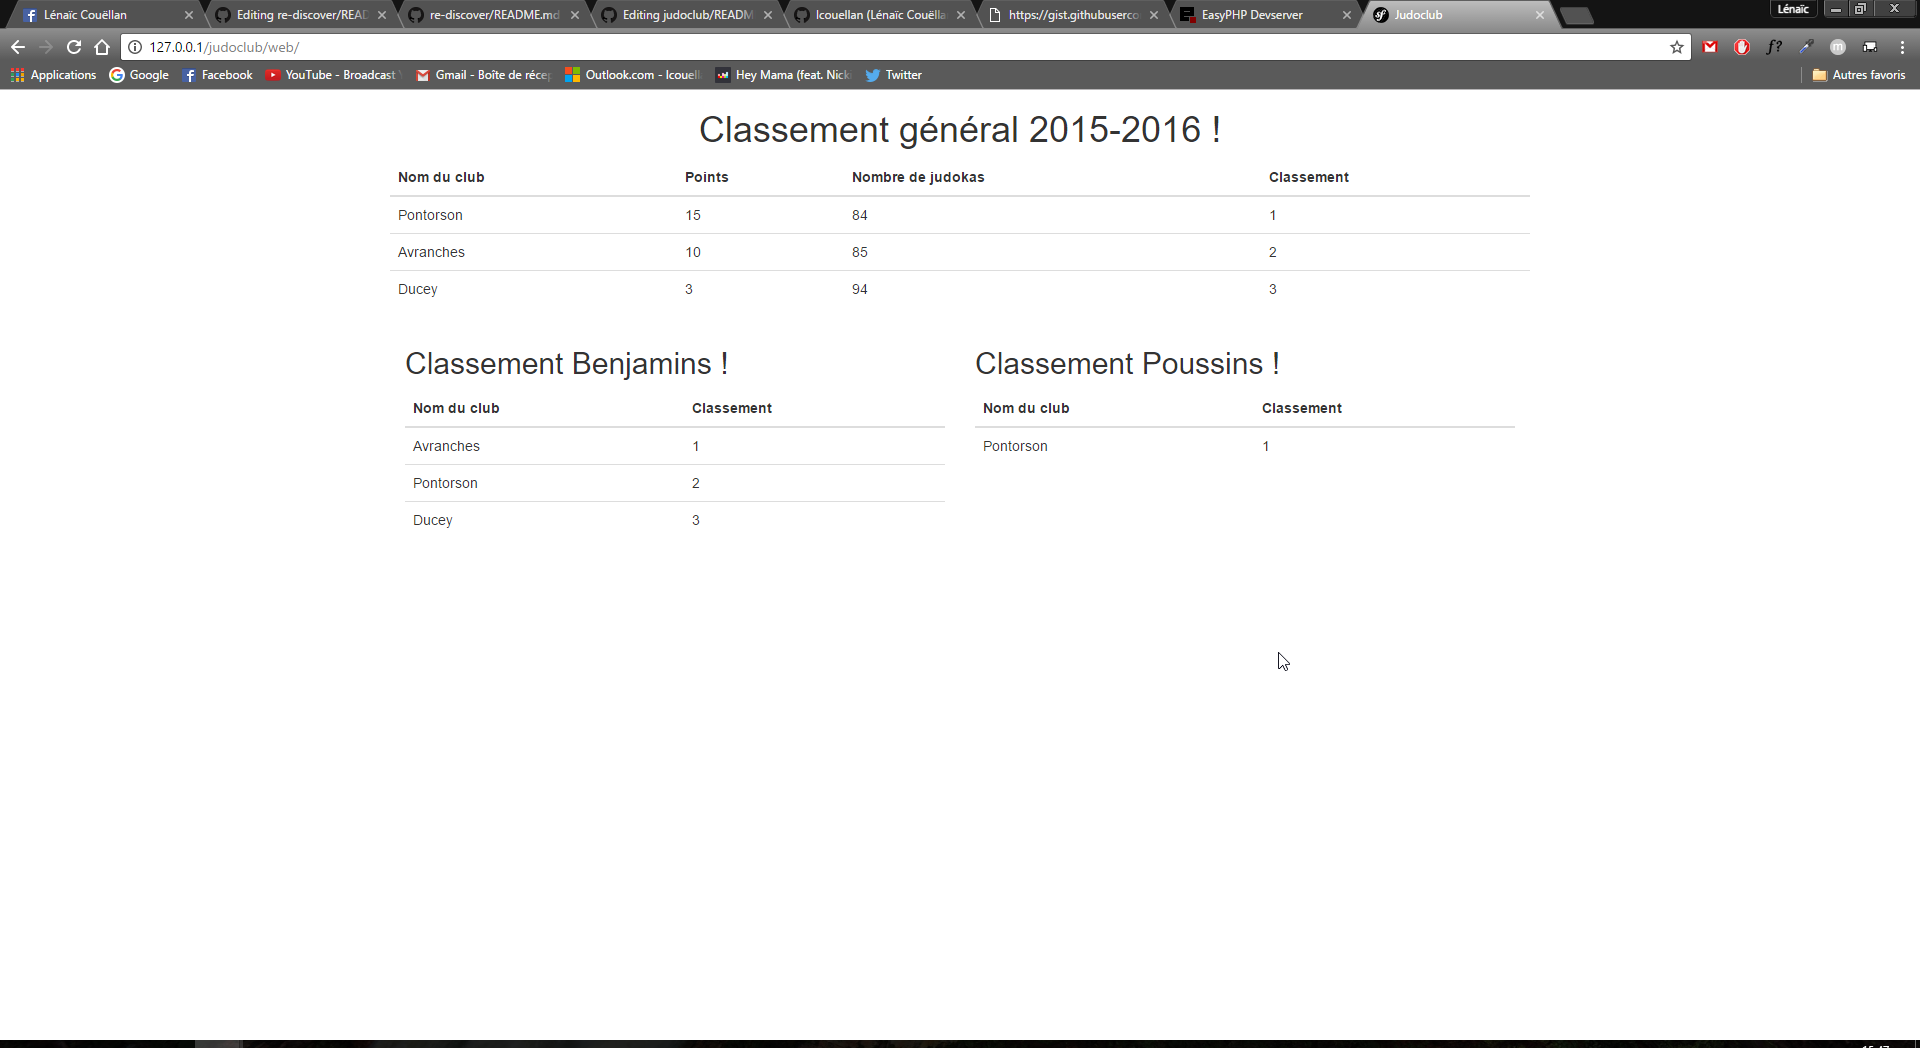 Lénaïc Couëllan Editing re-discover/READ re-discover/README.md Editing judoclub/READM lcouellan (Lénaïc Couëlla https://gist.githubuserco EasyPHP Devserver Judoclub Lénaïc
127.0.0.1/judoclub/web/
Applications Google Facebook YouTube - Broadcast Gmail - Boîte de récep Outlook.com - lcouell Hey Mama (feat. Nick Twitter Autres favoris
Classement général 2015-2016 !
Nom du club Points Nombre de judokas Classement
Pontorson 15 84 1
Avranches 10 85 2
Ducey 3 94 3
Classement Benjamins !
Nom du club Classement
Avranches 1
Pontorson 2
Ducey 3
Classement Poussins !
Nom du club Classement
Pontorson 1